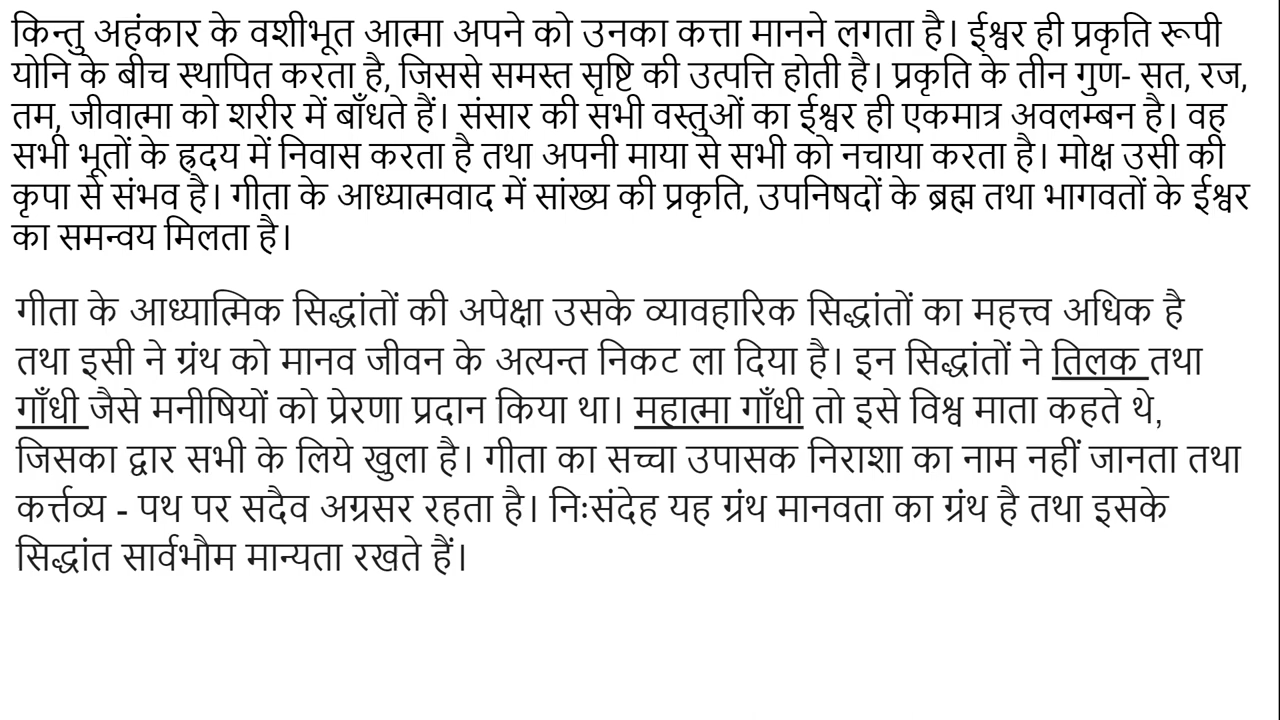 किन्तु अहंकार के वशीभूत आत्मा अपने को उनका कत्ता मानने लगता है। ईश्वर ही प्रकृति रूपी
योनि के बीच स्थापित करता है, जिससे समस्त सृष्टि की उत्पत्ति होती है। प्रकृति के तीन गुण- सत, रज,
तम, जीवात्मा को शरीर में बाँधते हैं। संसार की सभी वस्तुओं का ईश्वर ही एकमात्र अवलम्बन है। वह
सभी भूतों के ह्रदय में निवास करता है तथा अपनी माया से सभी को नचाया करता है। मोक्ष उसी की
कृपा से संभव है। गीता के आध्यात्मवाद में सांख्य की प्रकृति, उपनिषदों के ब्रह्म तथा भागवतों के ईश्वर
का समन्वय मिलता है।
गीता के आध्यात्मिक सिद्धांतों की अपेक्षा उसके व्यावहारिक सिद्धांतों का महत्त्व अधिक है
तथा इसी ने ग्रंथ को मानव जीवन के अत्यन्त निकट ला दिया है। इन सिद्धांतों ने तिलक तथा
गाँधी जैसे मनीषियों को प्रेरणा प्रदान किया था। महात्मा गाँधी तो इसे विश्व माता कहते थे,
जिसका द्वार सभी के लिये खुला है। गीता का सच्चा उपासक निराशा का नाम नहीं जानता तथा
कर्त्तव्य - पथ पर सदैव अग्रसर रहता है। निःसंदेह यह ग्रंथ मानवता का ग्रंथ है तथा इसके
सिद्धांत सार्वभौम मान्यता रखते हैं।